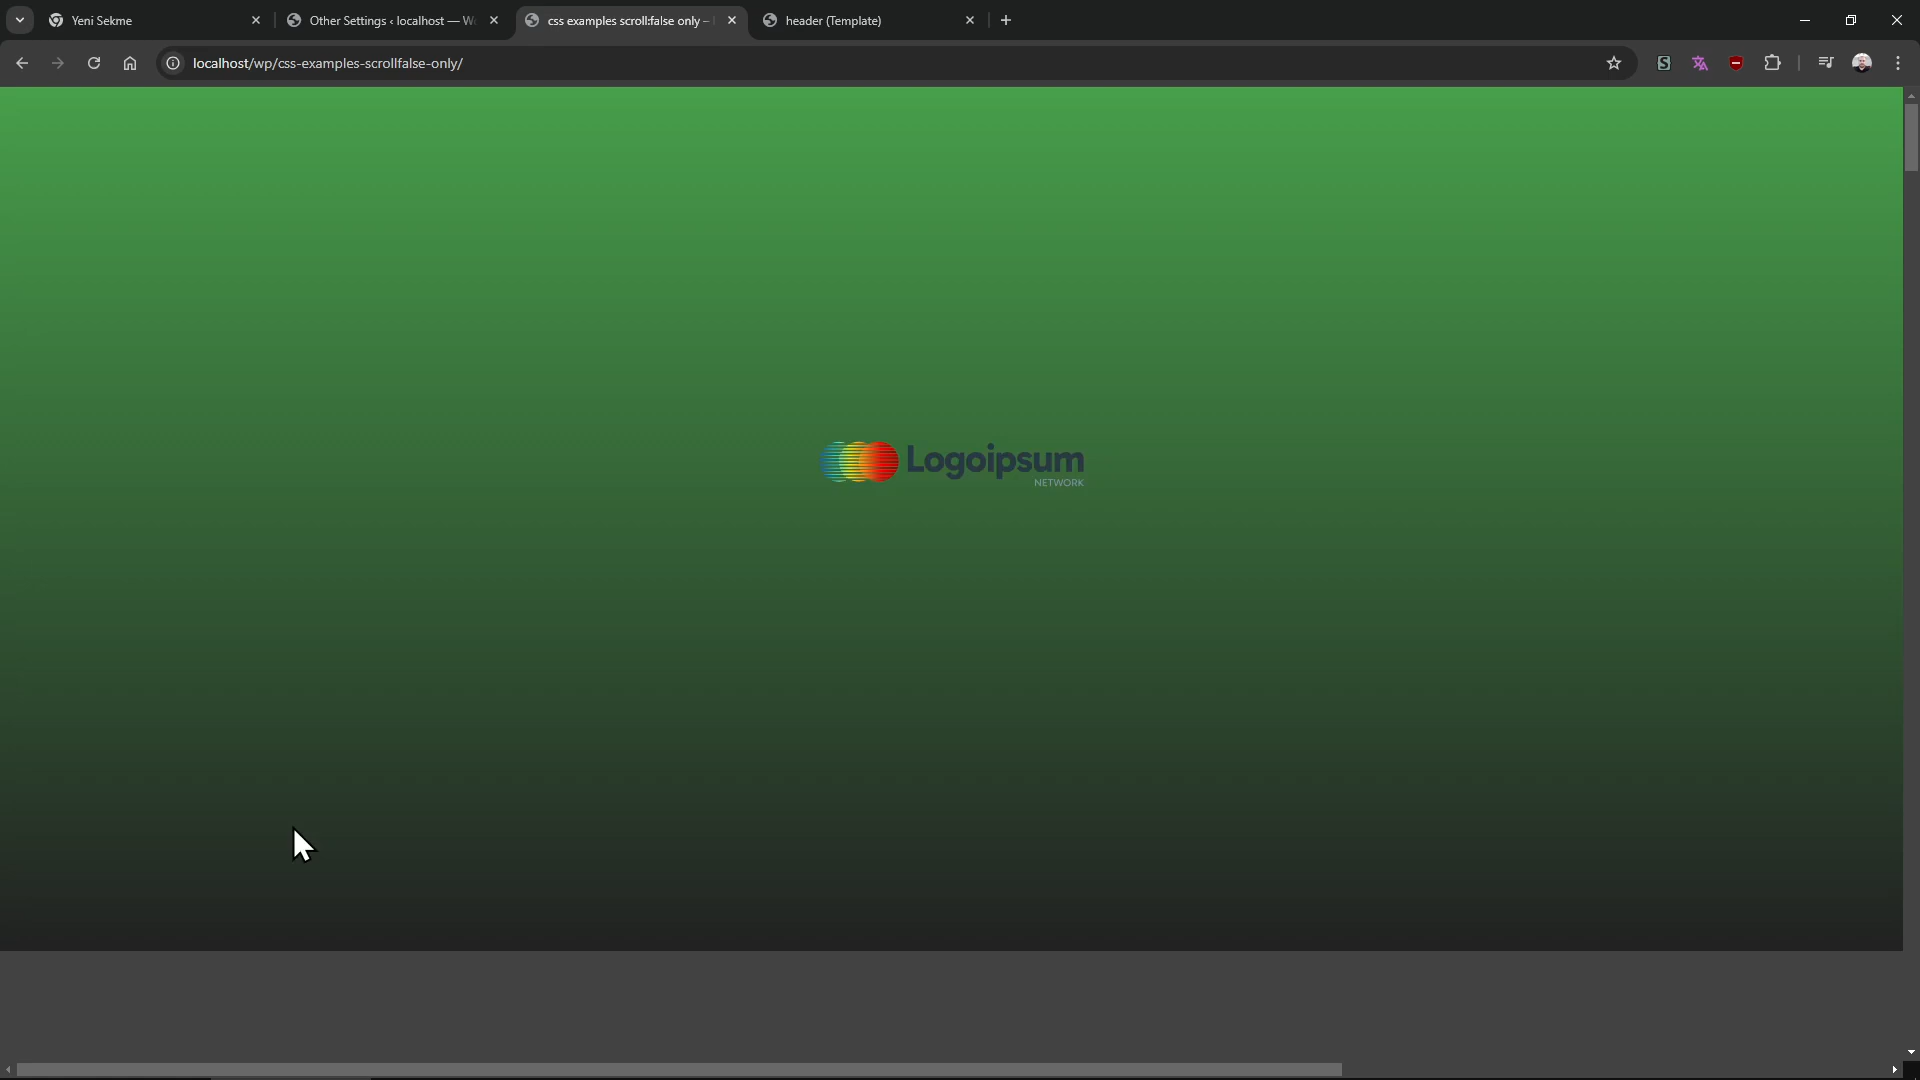 Yeni Sekme
Other Settings ‹ localhost — W
css examples scroll:false only –
header (Template)
localhost/wp/css-examples-scrollfalse-only/
Logoipsum
NETWORK